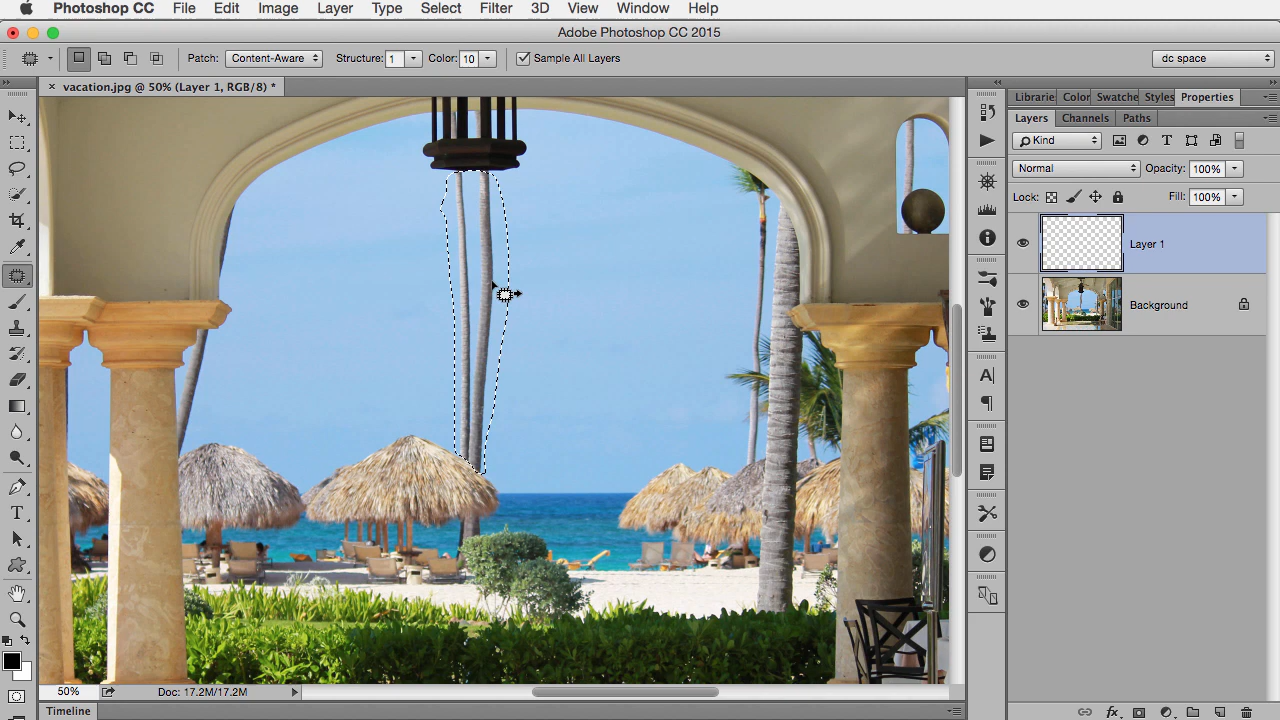 Photoshop CC File Edit Image Layer Type Select Filter 3D View Window Help
Adobe Photoshop CC 2015
Patch: Content-Aware Structure: 1 Color: 10 Sample All Layers dc space
vacation.jpg @ 50% (Layer 1, RGB/8) *
Librarie Color Swatche Styles Properties
Layers Channels Paths
Kind
Normal Opacity: 100%
Lock: Fill: 100%
Layer 1
Background
50% Doc: 17.2M/17.2M
Timeline